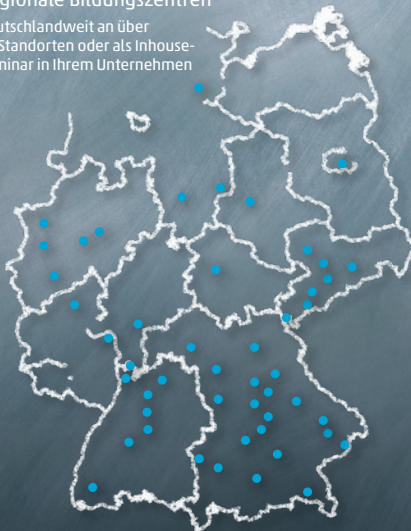 gionale Bildungszentren
utschlandweit an über
Standorten oder als Inhouse-
minar in Ihrem Unternehmen